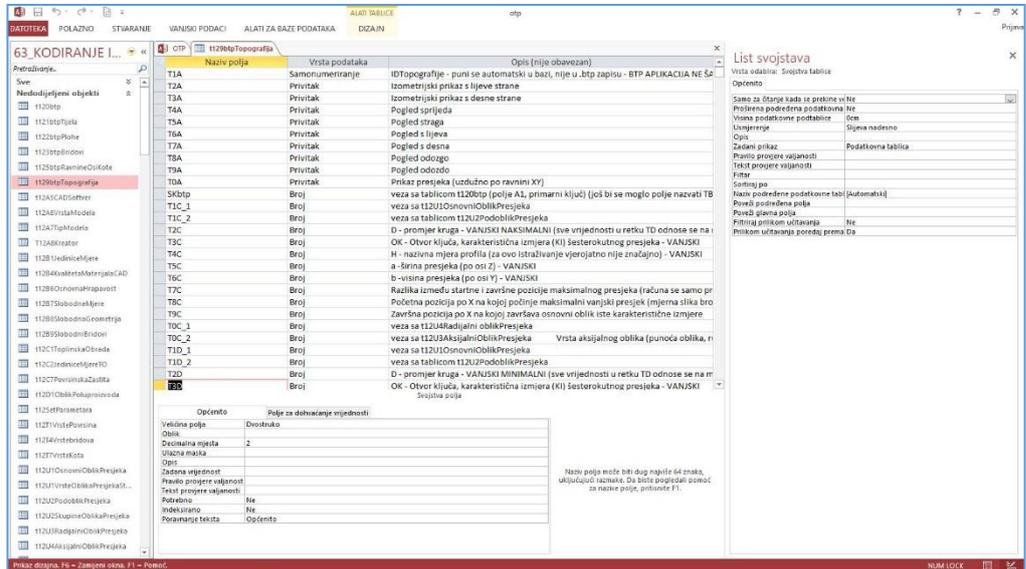 ALATI TABLICE
otp
Prijava
DATOTEKA POLAZNO STVARANJE VANJSKI PODACI ALATI ZA BAZE PODATAKA DIZAJN
63_KODIRANJE I...
Pretraživanje..
Sve
Nedodijeljeni objekti
t120btp
t121btpTijela
t122btpPlohe
t123btpBridovi
t125btpRavnineOsiKote
t129btpTopografija
t12A5CADSoftver
t12A6VrstaModela
t12A7TipModela
T12A8Kreator
t12B1JediniceMjere
t12B4KvalitetaMaterijalaCAD
t12B6OsnovnaHrapavost
t12B7SlobodneMjere
t12B8SlobodnaGeometrija
t12B9SlobodniBridovi
t12C1ToplinskaObrada
t12C2JediniceMjereTO
t12C7PovrsinskaZastita
t12D1OblikPoluproizvoda
t12SetParametara
t12T1VrstePovrsina
t12T4Vrstebridova
t12T7VrstaKota
t12U1OsnovniOblikPresjeka
t12U1VrsteOblikaPresjekaSt...
t12U2PodoblikPresjeka
t12U2SkupineOblikaPresjeka
t12U3RadijalniOblikPresjeka
t12U4AksijalniOblikPresjeka
OTP t129btpTopografija
Naziv polja Vrsta podataka Opis (nije obavezan)
T1A Samonumeriranje IDTopografije - puni se automatski u bazi, nije u .btp zapisu - BTP APLIKACIJA NE ŠA
T2A Privitak Izometrijski prikaz s lijeve strane
T3A Privitak Izometrijski prikaz s desne strane
T4A Privitak Pogled sprijeda
T5A Privitak Pogled straga
T6A Privitak Pogled s lijeva
T7A Privitak Pogled s desna
T8A Privitak Pogled odozgo
T9A Privitak Pogled odozdo
T0A Privitak Prikaz presjeka (uzdužno po ravnini XY)
SKbtp Broj veza sa tablicom t120btp (polje A1, primarni ključ) (još bi se moglo polje nazvati TB
T1C_1 Broj veza sa t12U1OsnovniOblikPresjeka
T1C_2 Broj veza sa tablicom t12U2PodoblikPresjeka
T2C Broj D - promjer kruga - VANJSKI NAKSIMALNI (sve vrijednosti u retku TD odnose se na
T3C Broj OK - Otvor ključa, karakteristična izmjera (KI) šesterokutnog presjeka - VANJSKI
T4C Broj H - nazivna mjera profila (za ovo istraživanje vjerojatno nije značajno) - VANJSKI
T5C Broj a -širina presjeka (po osi Z) - VANJSKI
T6C Broj b -visina presjeka (po osi Y) - VANJSKI
T7C Broj Razlika između startne i završne pozicije maksimalnog presjeka (računa se samo pr
T8C Broj Početna pozicija po X na kojoj počinje maksimalni vanjski presjek (mjerna slika bro
T9C Broj Završna pozicija po X na kojoj završava osnovni oblik iste karakteristične izmjere
T0C_1 Broj veza sa t12U4Radijalni oblikPresjeka
T0C_2 Broj veza sa t12U3AksijalniOblikPresjeka Vrsta aksijalnog oblika (punoća oblika, r
T1D_1 Broj veza sa t12U1OsnovniOblikPresjeka
T1D_2 Broj veza sa tablicom t12U2PodoblikPresjeka
T2D Broj D - promjer kruga - VANJSKI MINIMALNI (sve vrijednosti u retku TD odnose se na m
T3D Broj OK - Otvor ključa, karakteristična izmjera (KI) šesterokutnog presjeka - VANJSKI
Svojstva polja
Općenito Polje za dohvaćanje vrijednosti
Veličina polja Dvostruko
Oblik
Decimalna mjesta 2
Ulazna maska
Opis
Zadana vrijednost
Pravilo provjere valjanost
Tekst provjere valjanosti
Potrebno Ne
Indeksirano Ne
Poravnanje teksta Općenito
Naziv polja može biti dug najviše 64 znaka,
uključujući razmake. Da biste pogledali pomoć
za nazive polje, pritisnite F1.
List svojstava
Vrsta odabira: Svojstva tablice
Općenito
Samo za čitanje kada se prekine ve Ne
Proširena podređena podatkovna Ne
Visina podatkovne podtablice 0cm
Usmjerenje Slijeva nadesno
Opis
Zadani prikaz Podatkovna tablica
Pravilo provjere valjanosti
Tekst provjere valjanosti
Filtar
Sortiraj po
Naziv podređene podatkovne tabl [Automatski]
Poveži podređena polja
Poveži glavna polja
Filtriraj prilikom učitavanja Ne
Prilikom učitavanja poredaj prema Da
Prikaz dizajna. F6 = Zamijeni okna. F1 = Pomoć. NUM LOCK